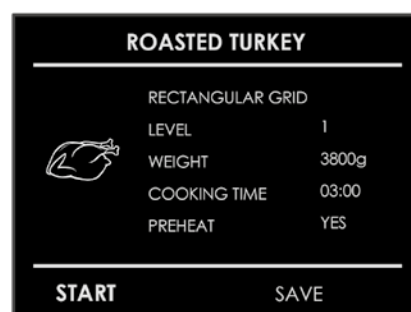 ROASTED TURKEY
RECTANGULAR GRID
LEVEL 1
WEIGHT 3800g
COOKING TIME 03:00
PREHEAT YES
START SAVE